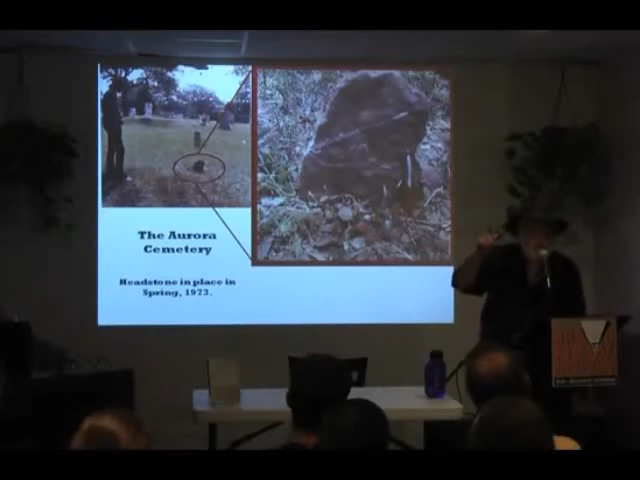 The Aurora
Cemetery
Headstone in place in
Spring, 1973.